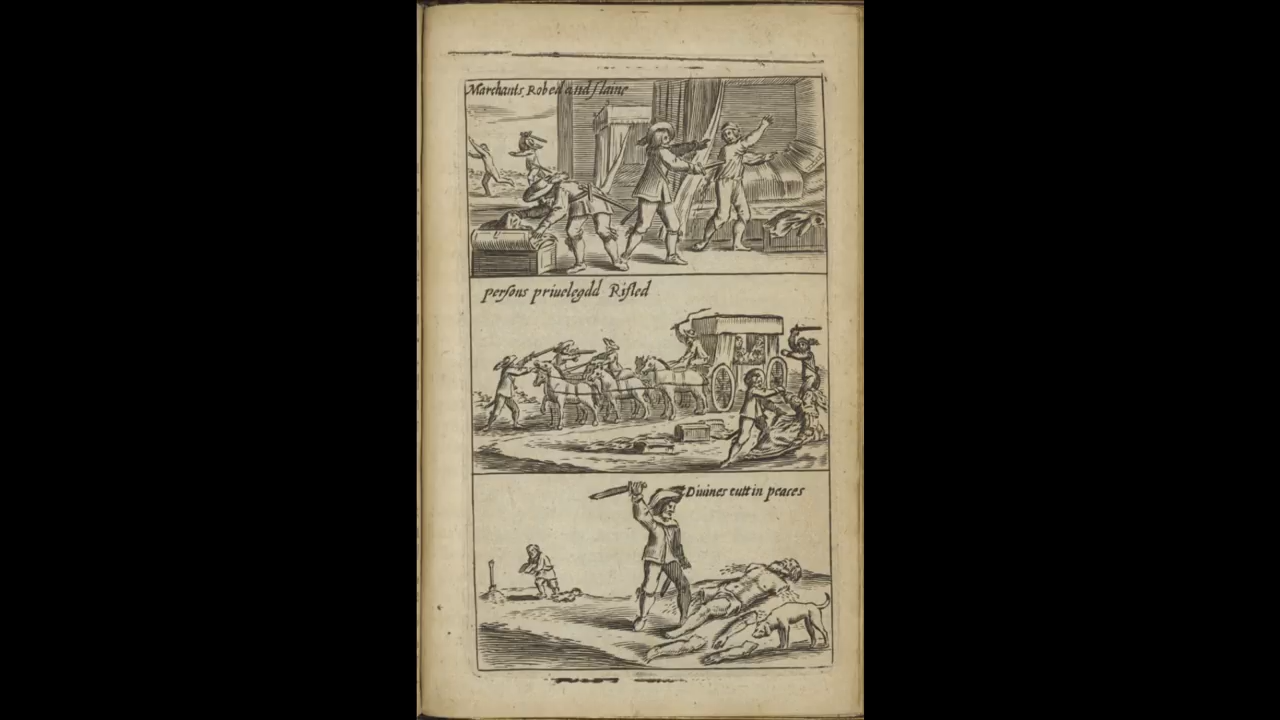 Marchants Robed and slaine
persons priuelegdd Rifled
Diuines cutt in peaces